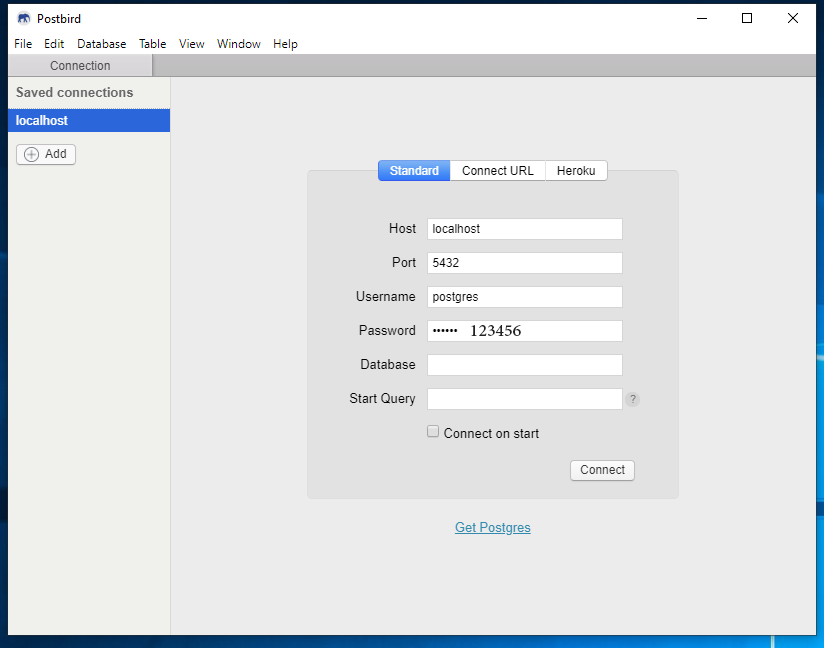 Postbird
File Edit Database Table View Window Help
Connection
Saved connections
localhost
Add
Standard Connect URL Heroku
Host localhost
Port 5432
Username postgres
Password •••••• 123456
Database
Start Query ?
Connect on start
Connect
Get Postgres